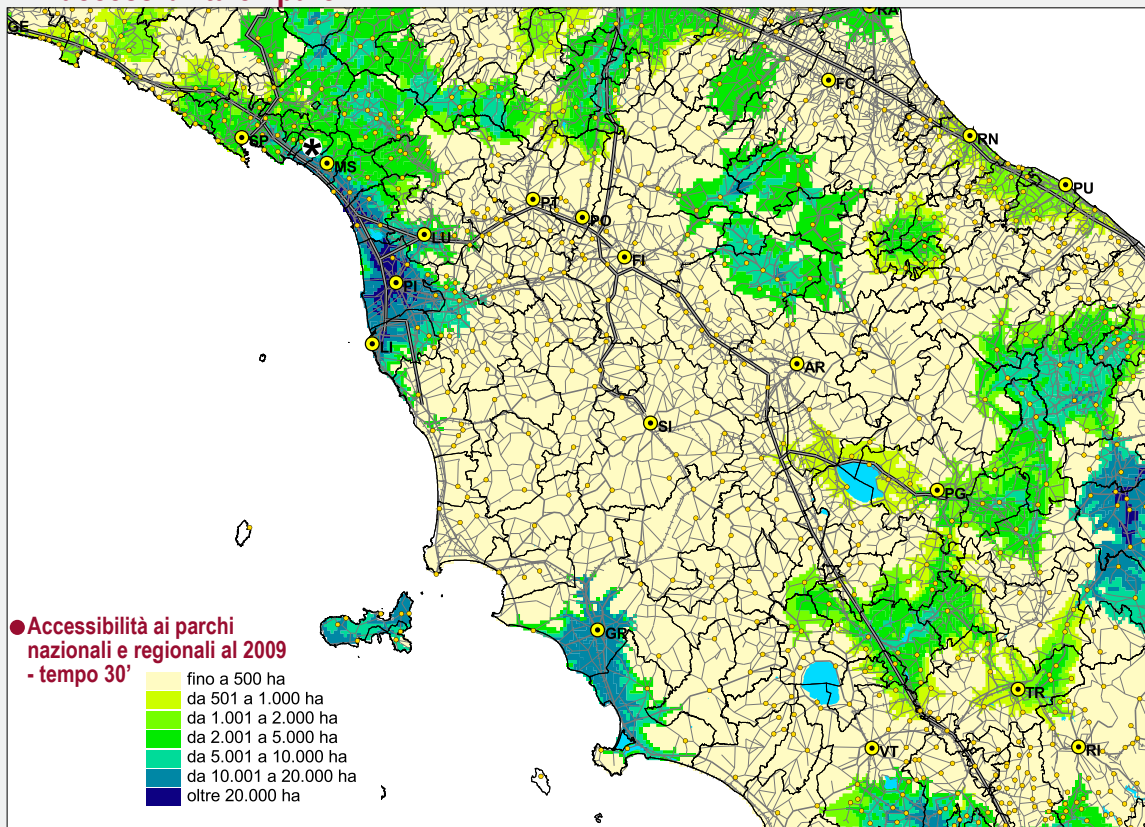 GE
RA
FC
SP
MS
RN
PU
PT
PO
LU
FI
PI
LI
AR
SI
PG
GR
TR
VT
RI
Accessibilità ai parchi
nazionali e regionali al 2009
- tempo 30’
fino a 500 ha
da 501 a 1.000 ha
da 1.001 a 2.000 ha
da 2.001 a 5.000 ha
da 5.001 a 10.000 ha
da 10.001 a 20.000 ha
oltre 20.000 ha